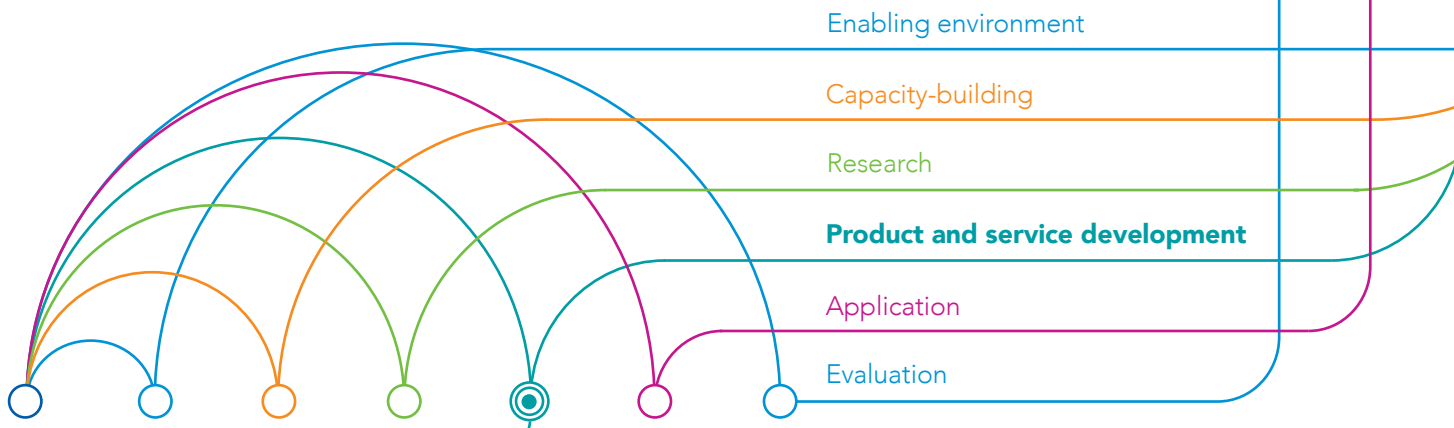 Enabling environment
Capacity-building
Research
Product and service development
Application
Evaluation